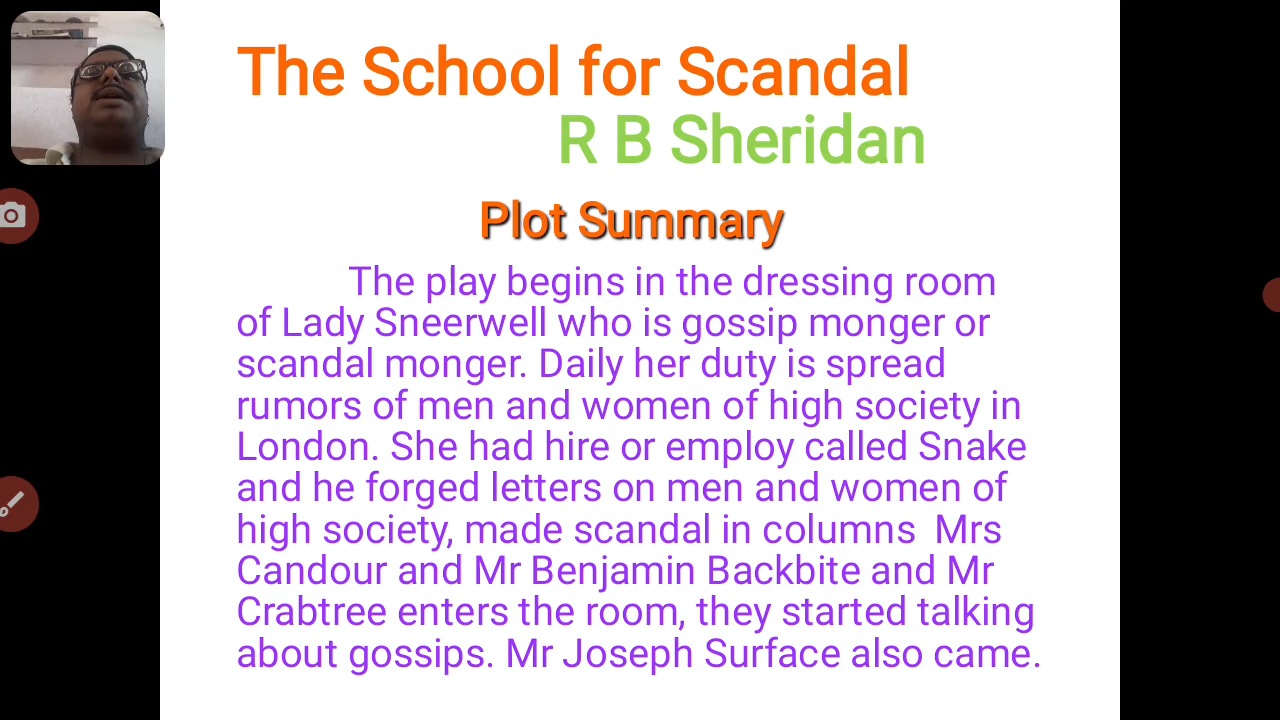 The School for Scandal
R B Sheridan
Plot Summary
The play begins in the dressing room
of Lady Sneerwell who is gossip monger or
scandal monger. Daily her duty is spread
rumors of men and women of high society in
London. She had hire or employ called Snake
and he forged letters on men and women of
high society, made scandal in columns  Mrs
Candour and Mr Benjamin Backbite and Mr
Crabtree enters the room, they started talking
about gossips. Mr Joseph Surface also came.